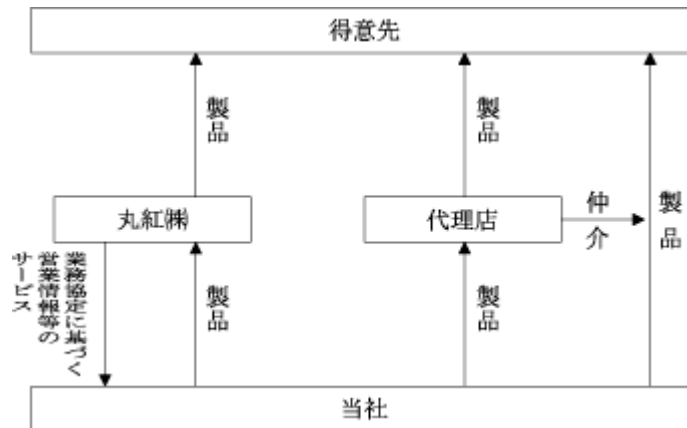 得意先
製品
製品
丸紅㈱
代理店
仲介
製品
業務協定に基づく
営業情報等の
サービス
製品
製品
当社